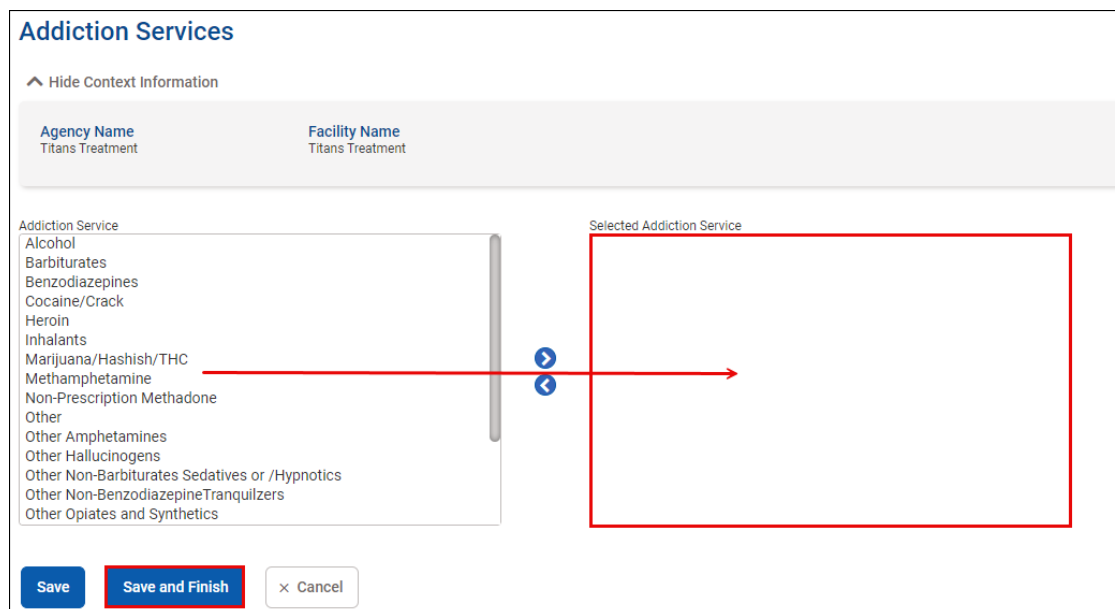 Addiction Services
Hide Context Information
Agency Name
Titans Treatment
Facility Name
Titans Treatment
Addiction Service
Alcohol
Barbiturates
Benzodiazepines
Cocaine/Crack
Heroin
Inhalants
Marijuana/Hashish/THC
Methamphetamine
Non-Prescription Methadone
Other
Other Amphetamines
Other Hallucinogens
Other Non-Barbiturates Sedatives or /Hypnotics
Other Non-BenzodiazepineTranquilzers
Other Opiates and Synthetics
Selected Addiction Service
Save
Save and Finish
× Cancel